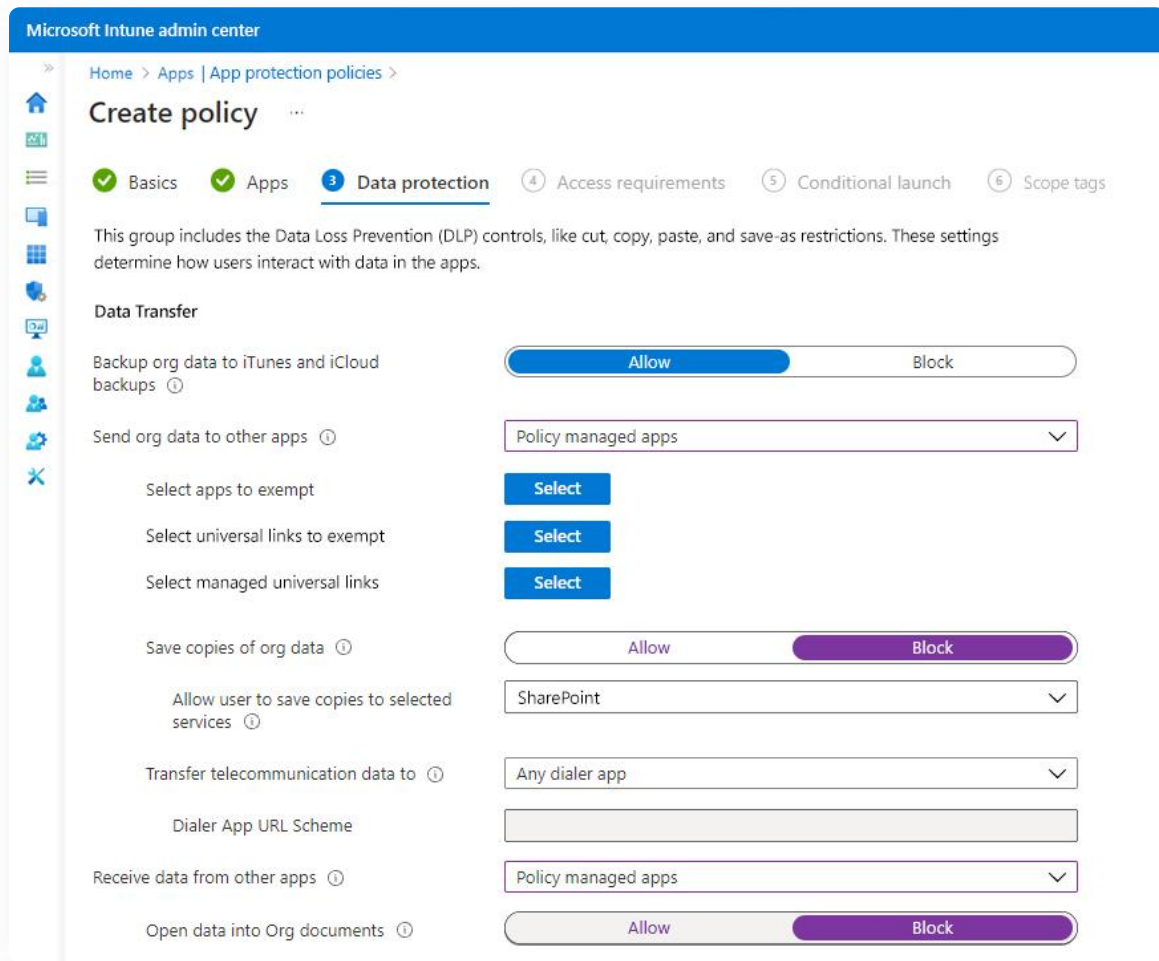 Microsoft Intune admin center
Home > Apps | App protection policies >
Create policy ...
Basics Apps 3 Data protection 4 Access requirements 5 Conditional launch 6 Scope tags
This group includes the Data Loss Prevention (DLP) controls, like cut, copy, paste, and save-as restrictions. These settings
determine how users interact with data in the apps.
Data Transfer
Backup org data to iTunes and iCloud
backups
Allow Block
Send org data to other apps Policy managed apps
Select apps to exempt Select
Select universal links to exempt Select
Select managed universal links Select
Save copies of org data Allow Block
Allow user to save copies to selected
services
SharePoint
Transfer telecommunication data to Any dialer app
Dialer App URL Scheme
Receive data from other apps Policy managed apps
Open data into Org documents Allow Block